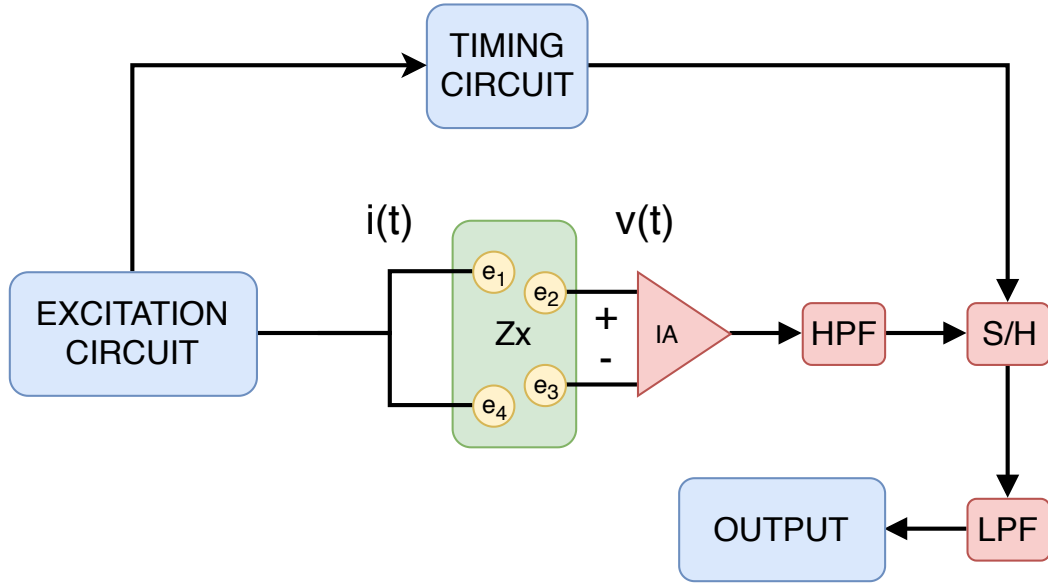 TIMING
CIRCUIT
i(t)
v(t)
EXCITATION
CIRCUIT
e₁
e₂
Zx
+
-
IA
HPF
S/H
e₃
e₄
OUTPUT
LPF